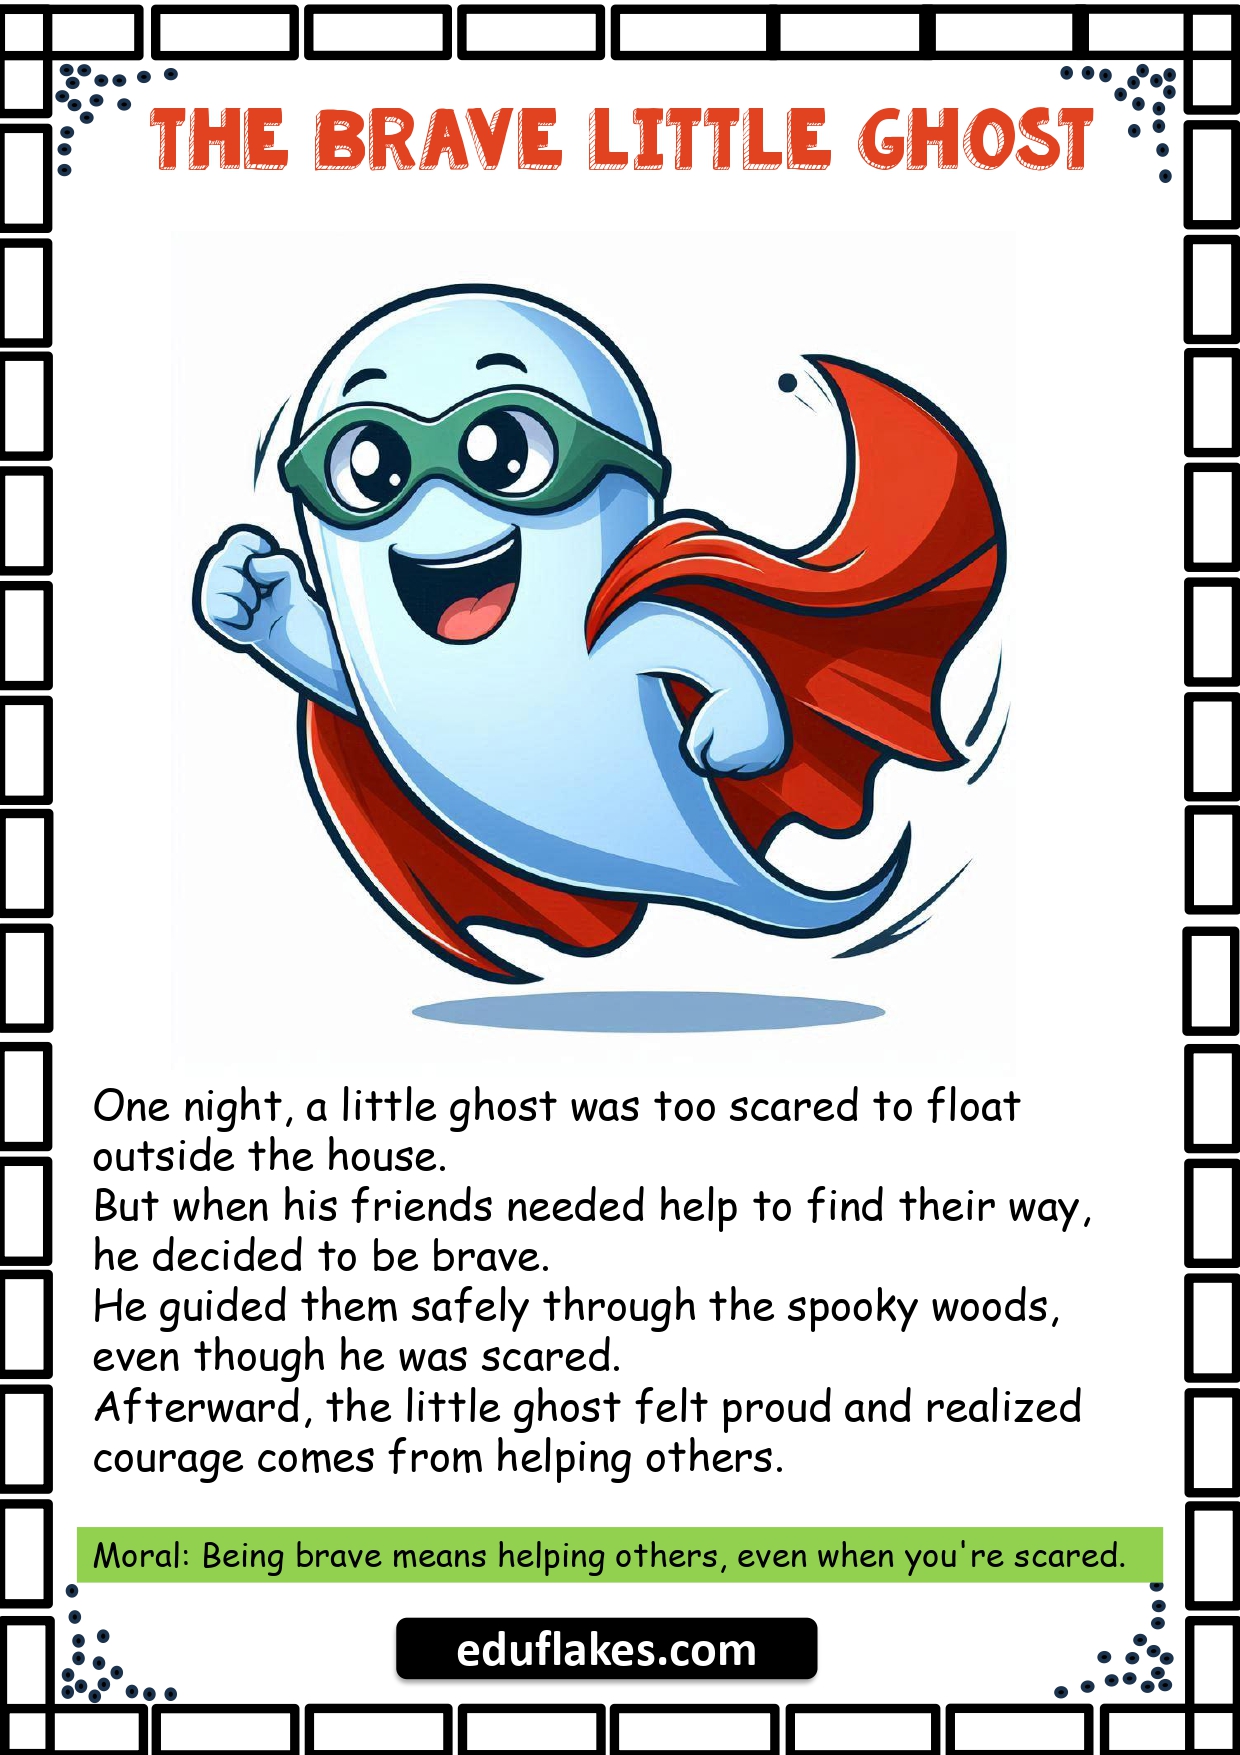 THE BRAVE LITTLE GHOST
One night, a little ghost was too scared to float
outside the house.
But when his friends needed help to find their way,
he decided to be brave.
He guided them safely through the spooky woods,
even though he was scared.
Afterward, the little ghost felt proud and realized
courage comes from helping others.
Moral: Being brave means helping others, even when you're scared.
eduflakes.com